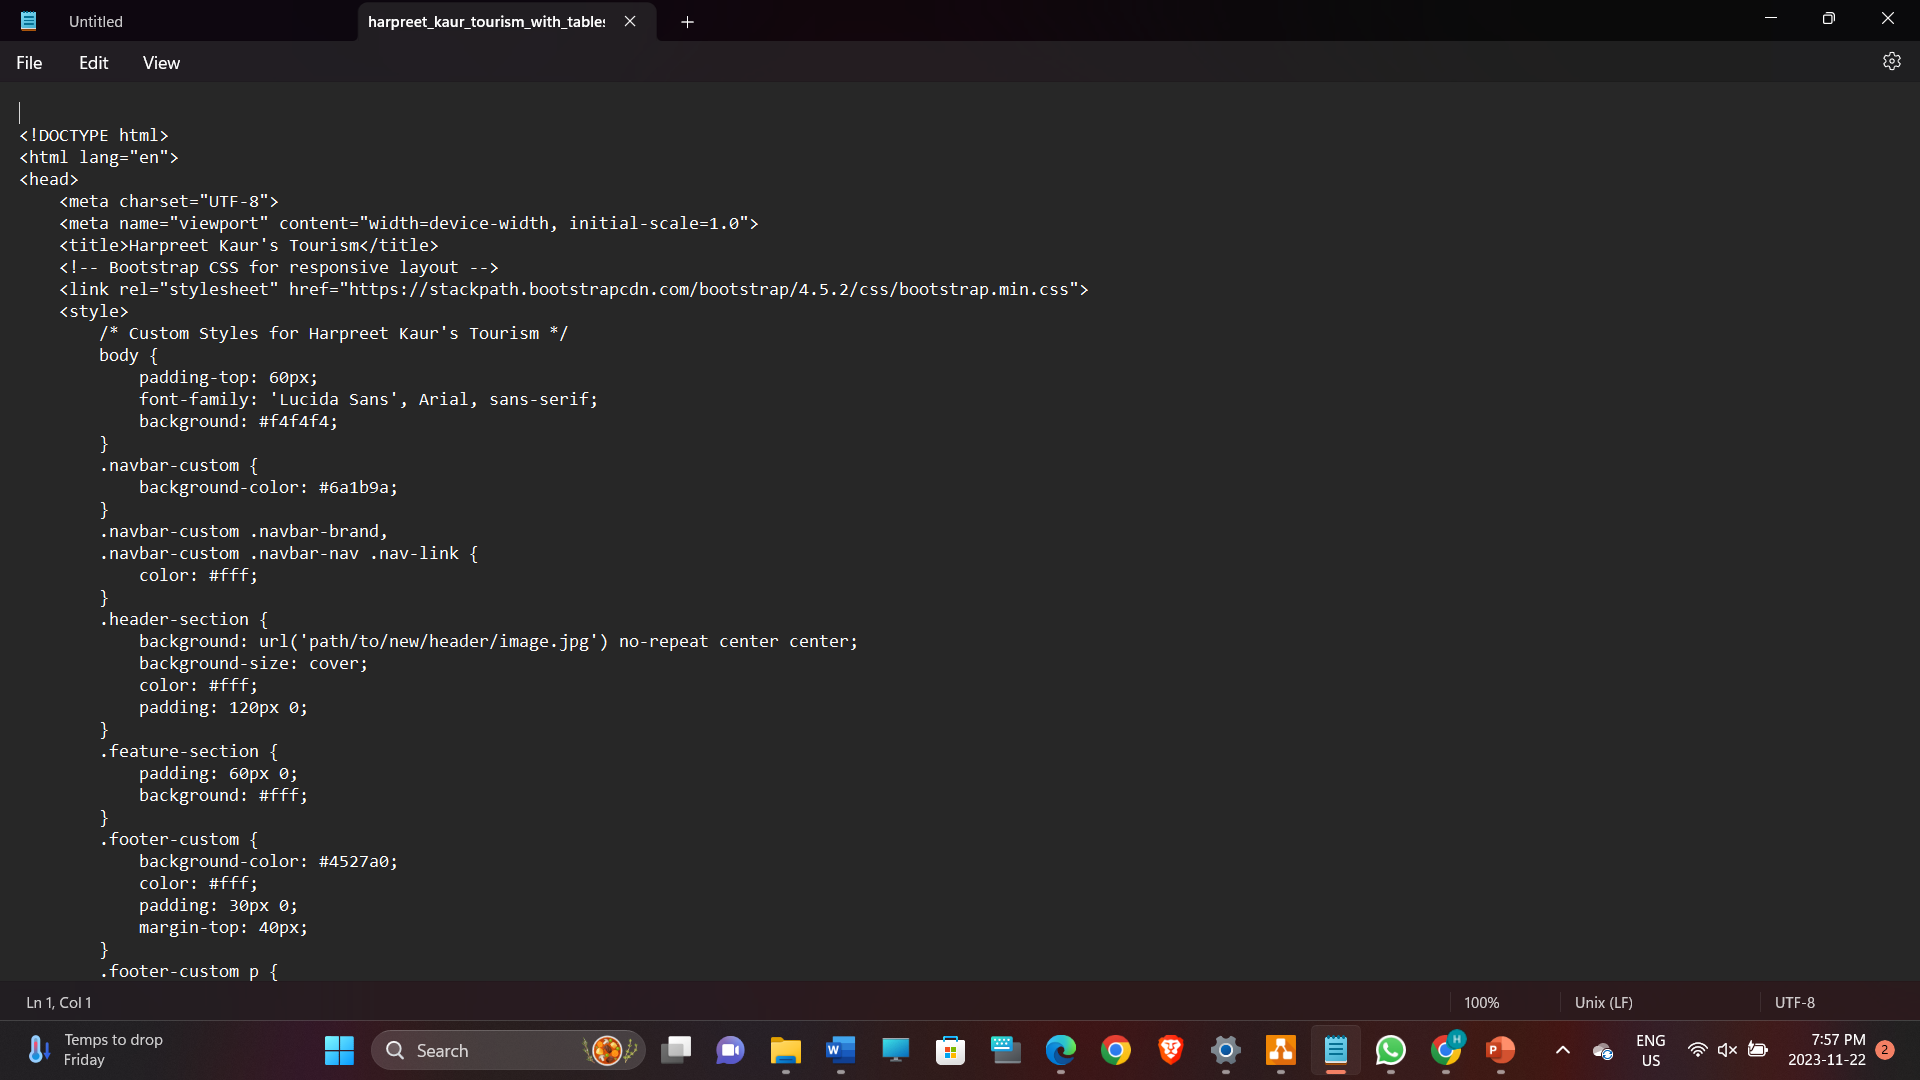 Untitled
harpreet_kaur_tourism_with_tables
File Edit View
<!DOCTYPE html>
<html lang="en">
<head>
    <meta charset="UTF-8">
    <meta name="viewport" content="width=device-width, initial-scale=1.0">
    <title>Harpreet Kaur's Tourism</title>
    <!-- Bootstrap CSS for responsive layout -->
    <link rel="stylesheet" href="https://stackpath.bootstrapcdn.com/bootstrap/4.5.2/css/bootstrap.min.css">
    <style>
        /* Custom Styles for Harpreet Kaur's Tourism */
        body {
            padding-top: 60px;
            font-family: 'Lucida Sans', Arial, sans-serif;
            background: #f4f4f4;
        }
        .navbar-custom {
            background-color: #6a1b9a;
        }
        .navbar-custom .navbar-brand,
        .navbar-custom .navbar-nav .nav-link {
            color: #fff;
        }
        .header-section {
            background: url('path/to/new/header/image.jpg') no-repeat center center;
            background-size: cover;
            color: #fff;
            padding: 120px 0;
        }
        .feature-section {
            padding: 60px 0;
            background: #fff;
        }
        .footer-custom {
            background-color: #4527a0;
            color: #fff;
            padding: 30px 0;
            margin-top: 40px;
        }
        .footer-custom p {
Ln 1, Col 1
100%
Unix (LF)
UTF-8
Temps to drop
Friday
Search
W
H
P
ENG
US
7:57 PM
2023-11-22
2